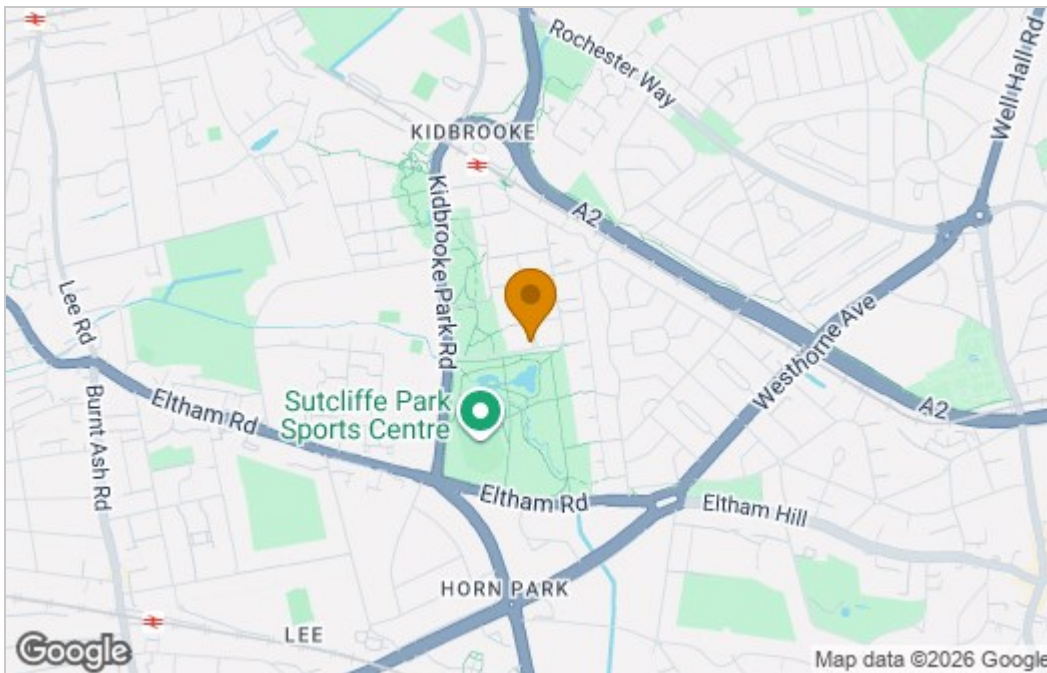 Rochester Way
Well Hall Rd
KIDBROOKE
A2
Kidbrooke Park Rd
Lee Rd
Westhorne Ave
Sutcliffe Park
Sports Centre
A2
Eltham Rd
Burnt Ash Rd
Eltham Rd
Eltham Hill
HORN PARK
LEE
Google
Map data ©2026 Google